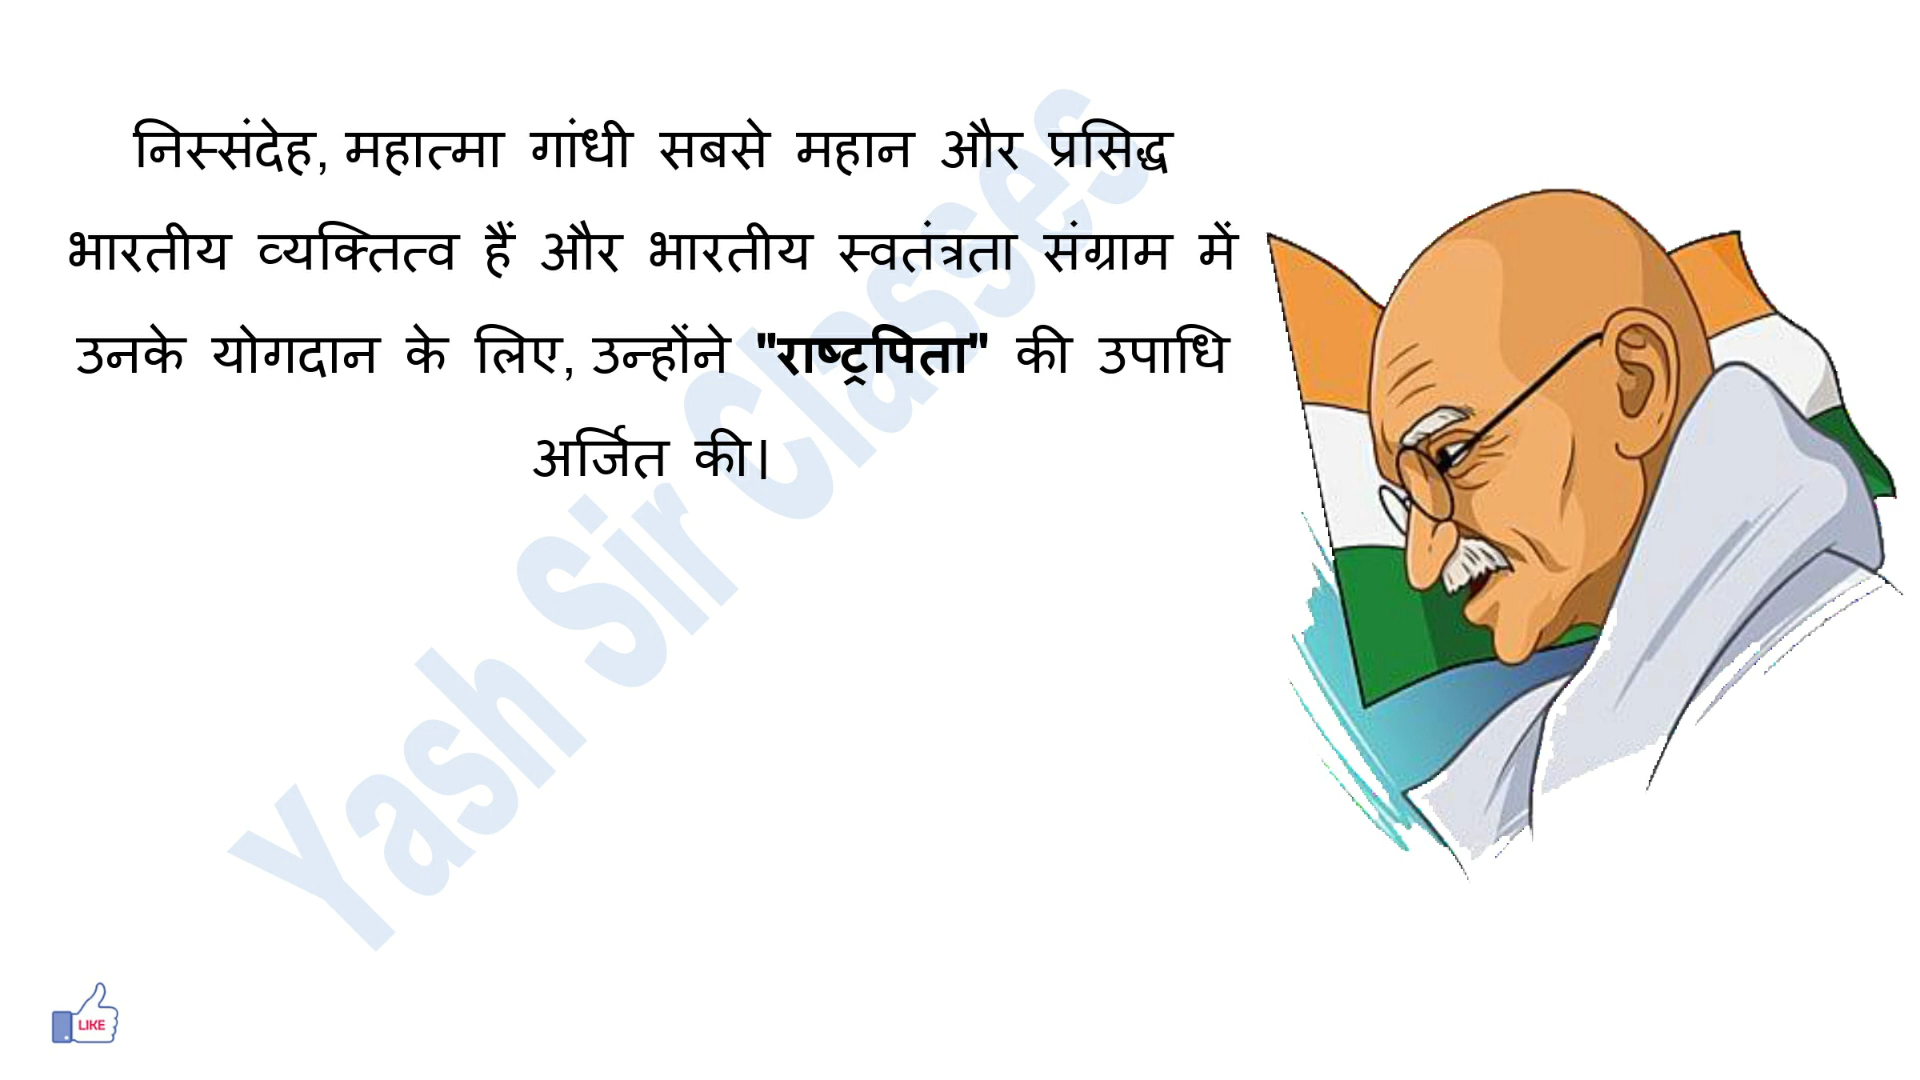 निस्संदेह, महात्मा गांधी सबसे महान और प्रसिद्ध
भारतीय व्यक्तित्व हैं और भारतीय स्वतंत्रता संग्राम में
उनके योगदान के लिए, उन्होंने "राष्ट्रपिता" की उपाधि
अर्जित की।
Yash Sir Classes
LIKE